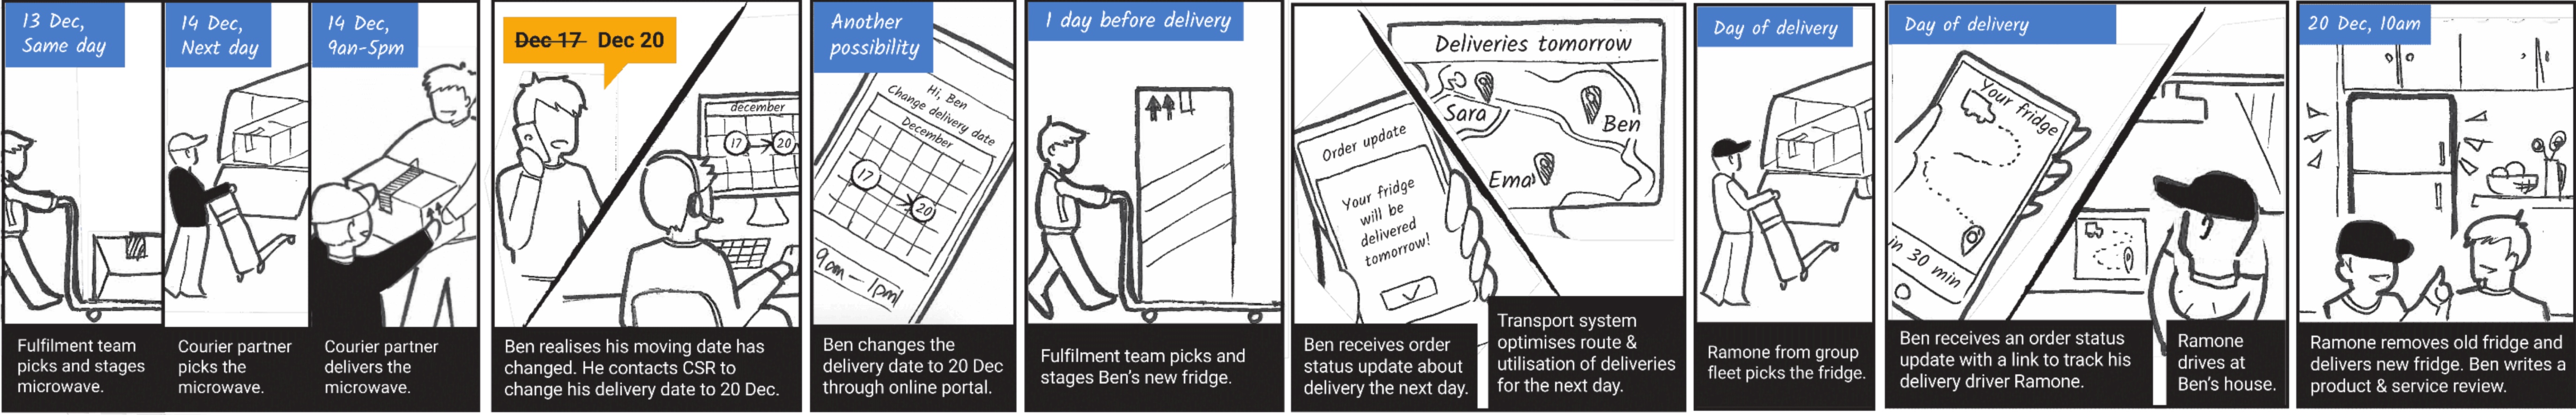 13 Dec,
Same day
Fulfilment team
picks and stages
microwave.
14 Dec,
Next day
Courier partner
picks the
microwave.
14 Dec,
9am-5pm
Courier partner
delivers the
microwave.
Dec 17 Dec 20
december
17
20
Ben realises his moving date has
changed. He contacts CSR to
change his delivery date to 20 Dec.
Another
possibility
Hi, Ben
Change delivery date
December
17
20
9am - 1pm
Ben changes the
delivery date to 20 Dec
through online portal.
1 day before delivery
Fulfilment team picks and
stages Ben's new fridge.
Order update
Your fridge
will be
delivered
tomorrow!
Ben receives order
status update about
delivery the next day.
Deliveries tomorrow
Sara
Ben
Ema
Transport system
optimises route &
utilisation of deliveries
for the next day.
Day of delivery
Ramone from group
fleet picks the fridge.
Day of delivery
Your fridge
in 30 min
Ben receives an order status
update with a link to track his
delivery driver Ramone.
Ramone
drives at
Ben's house.
20 Dec, 10am
Ramone removes old fridge and
delivers new fridge. Ben writes a
product & service review.